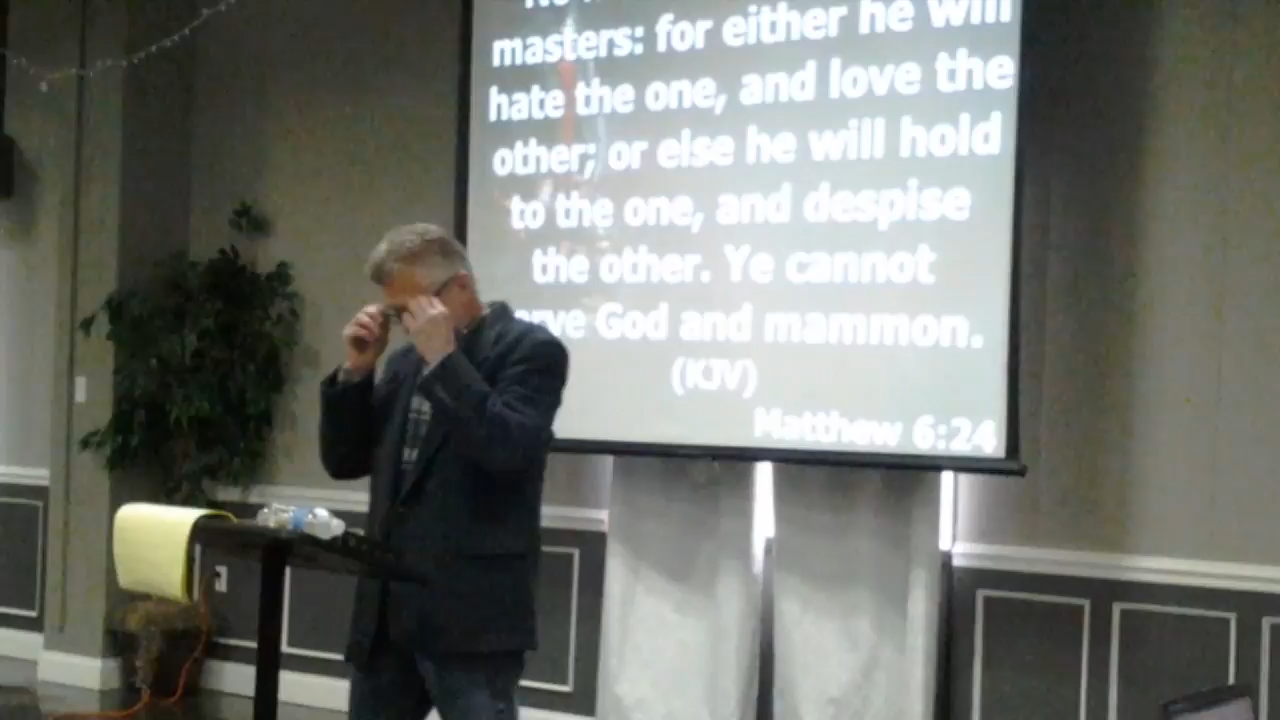 masters: for either he will
hate the one, and love the
other; or else he will hold
to the one, and despise
the other. Ye cannot
God and mammon.
(KJV)
Matthew 6:24